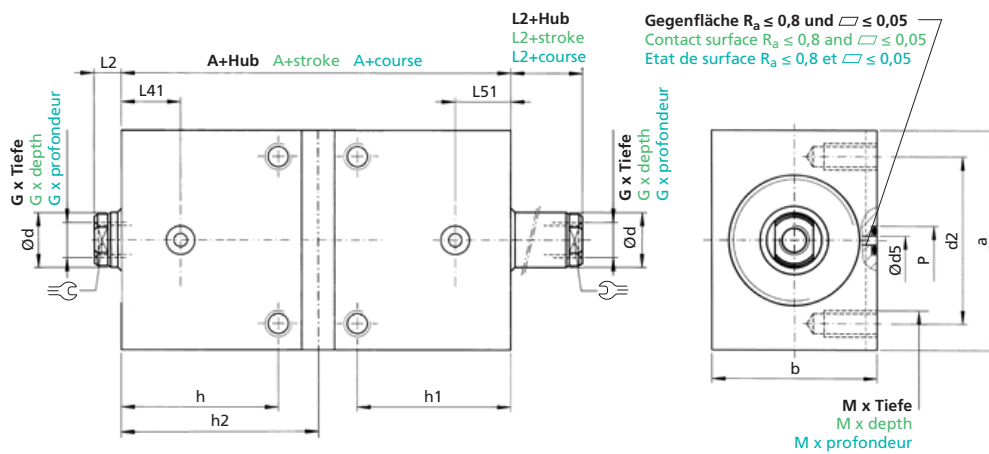 L2+Hub
L2+stroke
L2+course
Gegenfläche Ra ≤ 0,8 und ▱ ≤ 0,05
Contact surface Ra ≤ 0,8 and ▱ ≤ 0,05
Etat de surface Ra ≤ 0,8 et ▱ ≤ 0,05
L2
A+Hub A+stroke A+course
L41
L51
G x Tiefe
G x depth
G x profondeur
Ød
G x Tiefe
G x depth
G x profondeur
Ød
Ød5
P
d2
a
h
h1
h2
b
M x Tiefe
M x depth
M x profondeur